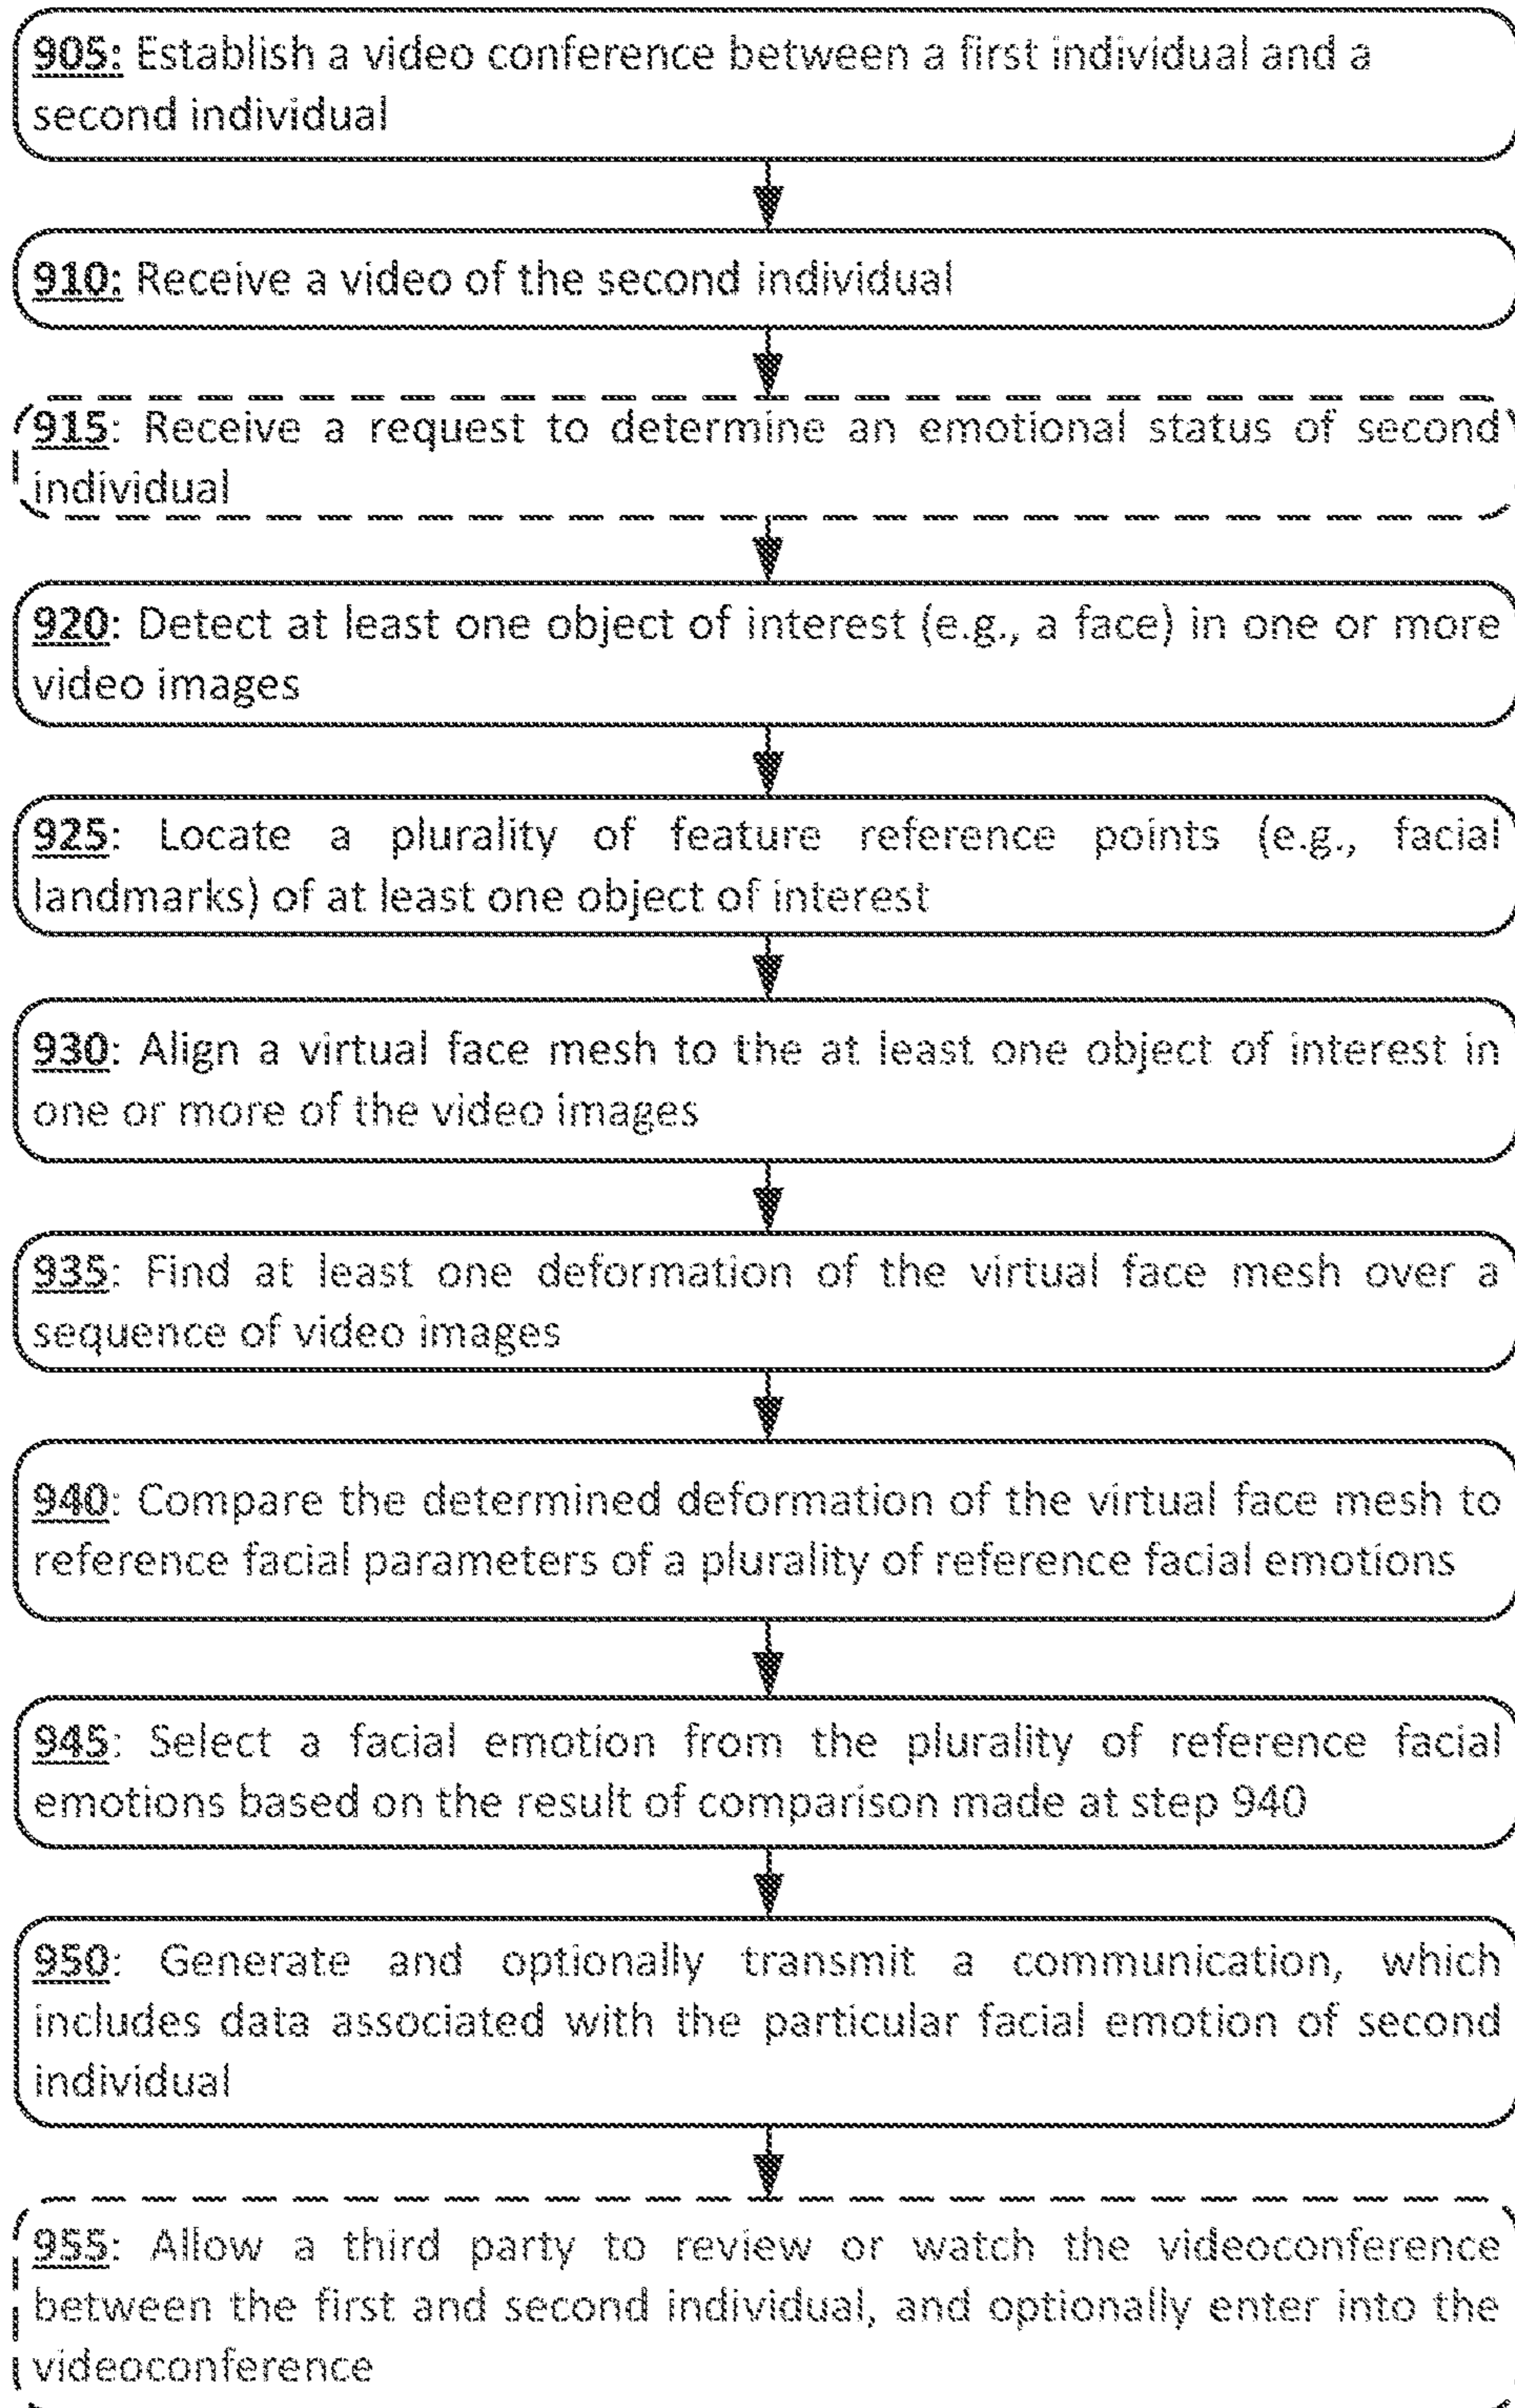 905: Establish a video conference between a first individual and a
second individual
910: Receive a video of the second individual
915: Receive a request to determine an emotional status of second
individual
920: Detect at least one object of interest (e.g., a face) in one or more
video images
925: Locate a plurality of feature reference points (e.g., facial
landmarks) of at least one object of interest
930: Align a virtual face mesh to the at least one object of interest in
one or more of the video images
935: Find at least one deformation of the virtual face mesh over a
sequence of video images
940: Compare the determined deformation of the virtual face mesh to
reference facial parameters of a plurality of reference facial emotions
945: Select a facial emotion from the plurality of reference facial
emotions based on the result of comparison made at step 940
950: Generate and optionally transmit a communication, which
includes data associated with the particular facial emotion of second
individual
955: Allow a third party to review or watch the videoconference
between the first and second individual, and optionally enter into the
videoconference